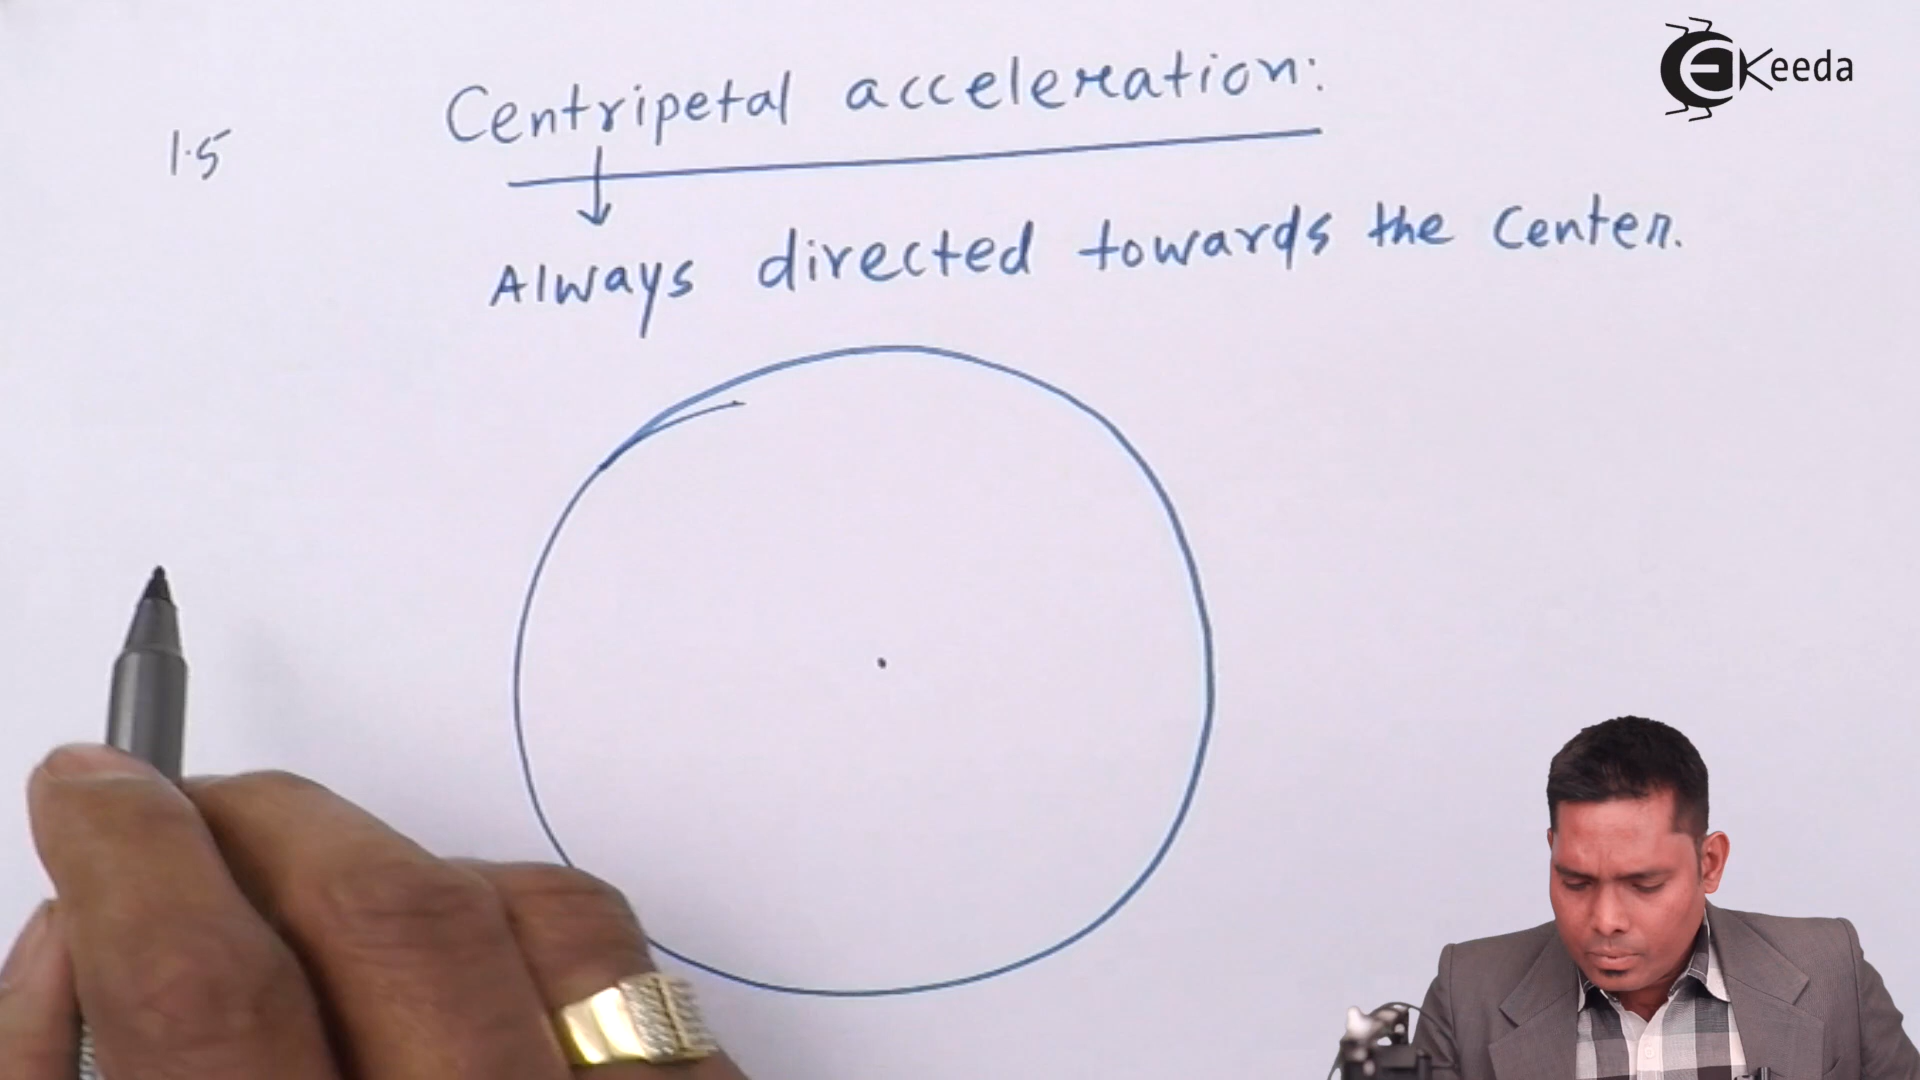 EKeeda
1.5
Centripetal acceleration:
Always directed towards the center.